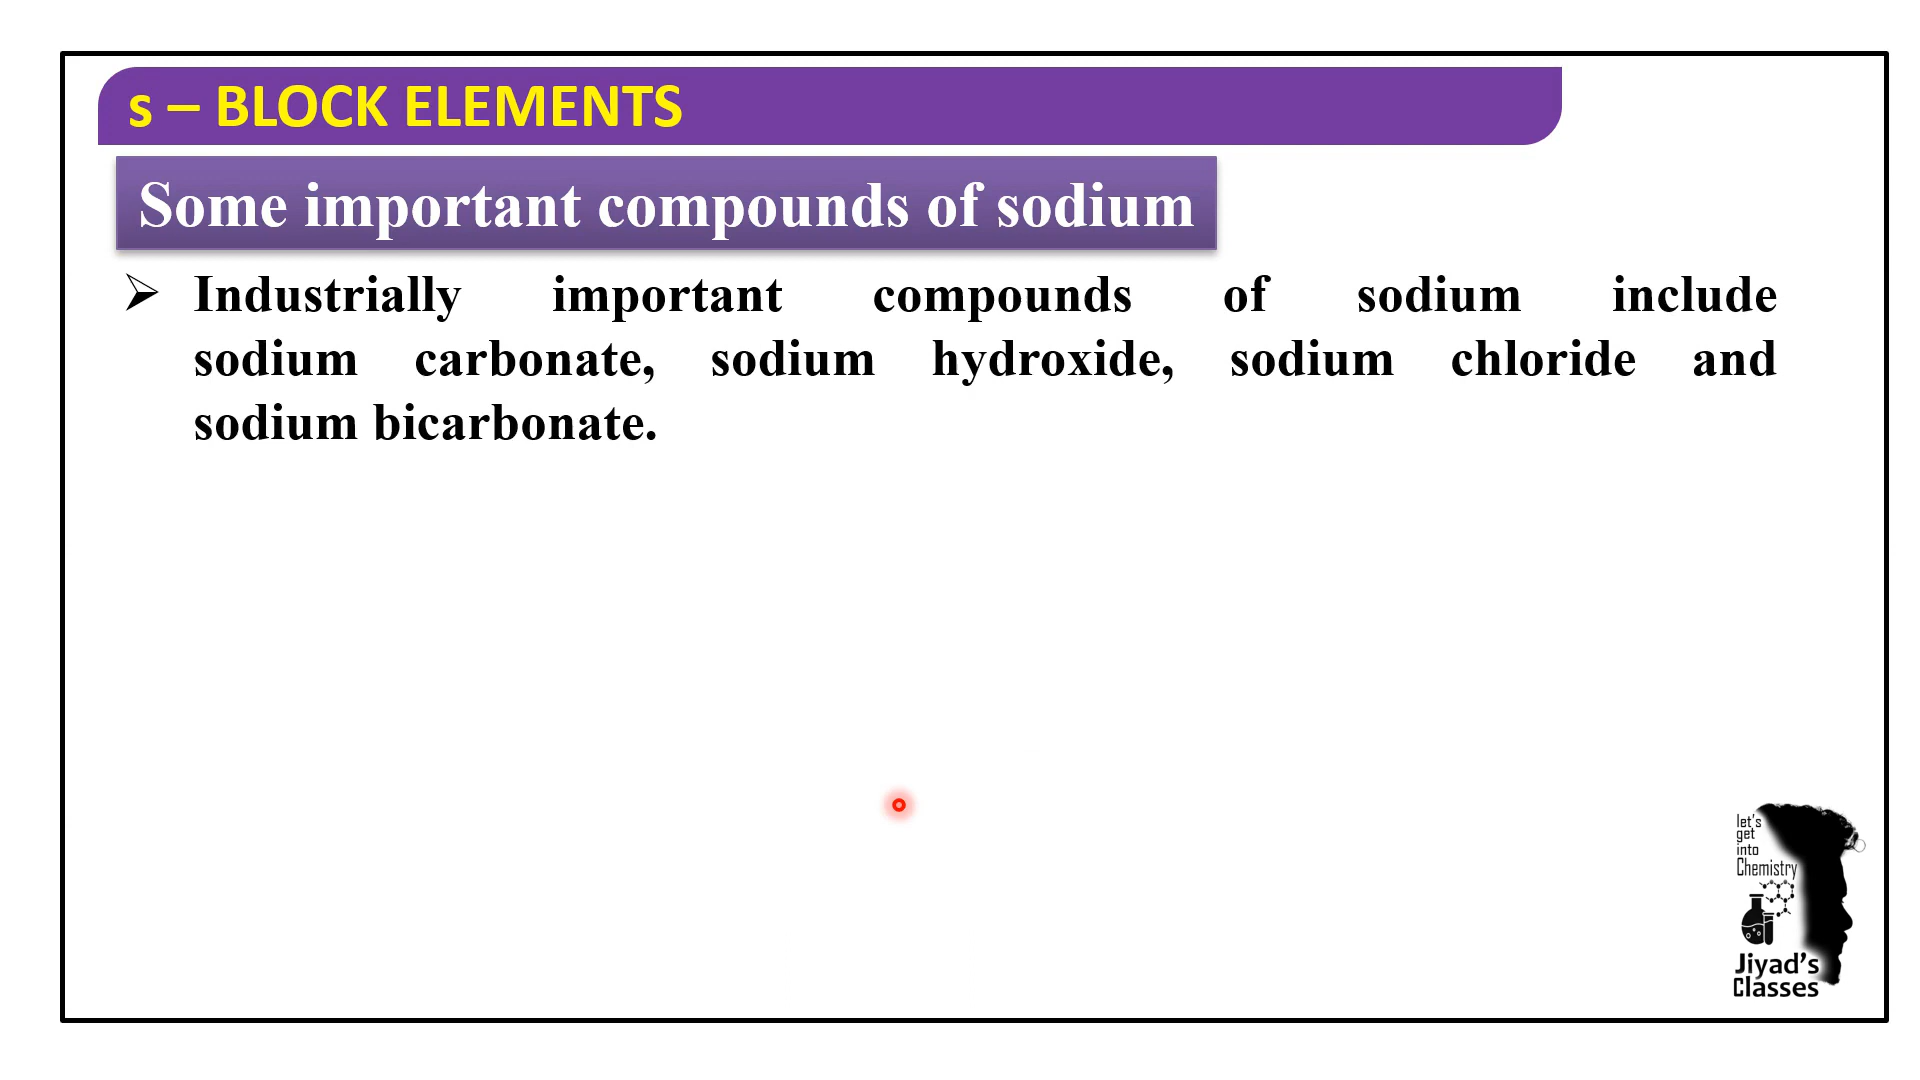 s – BLOCK ELEMENTS
Some important compounds of sodium
➢ Industrially important compounds of sodium include
sodium carbonate, sodium hydroxide, sodium chloride and
sodium bicarbonate.
let's
get
into
Chemistry
Jiyad's
Classes